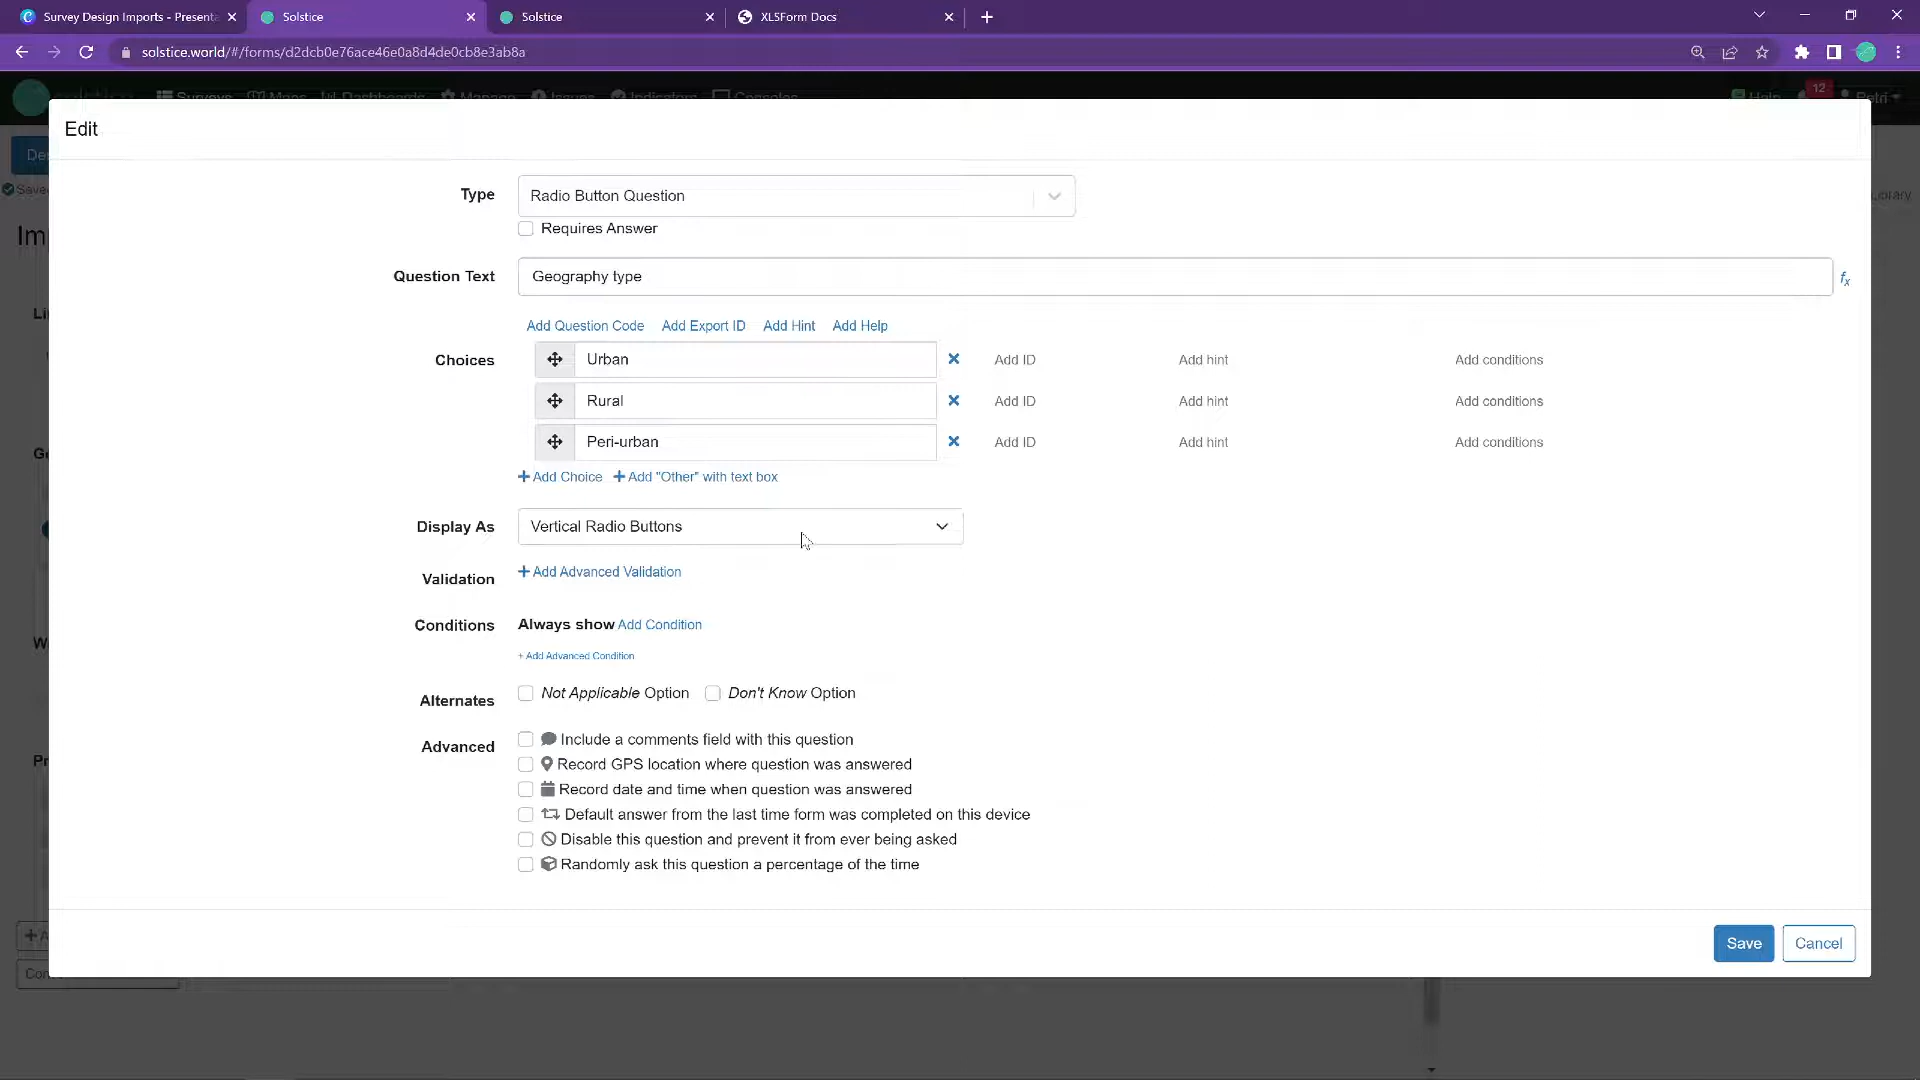 Survey Design Imports - Presenta
Solstice
Solstice
XLSForm Docs
solstice.world/#/forms/d2dcb0e76ace46e0a8d4de0cb8e3ab8a
Surveys Maps Dashboards Manage Issues Indicators Consoles Help 12 Petri
Edit
Type
Radio Button Question
Requires Answer
Question Text
Geography type
fx
Add Question Code Add Export ID Add Hint Add Help
Choices
Urban Add ID Add hint Add conditions
Rural Add ID Add hint Add conditions
Peri-urban Add ID Add hint Add conditions
+ Add Choice + Add "Other" with text box
Display As
Vertical Radio Buttons
Validation
+ Add Advanced Validation
Conditions
Always show Add Condition
+ Add Advanced Condition
Alternates
Not Applicable Option Don't Know Option
Advanced
Include a comments field with this question
Record GPS location where question was answered
Record date and time when question was answered
Default answer from the last time form was completed on this device
Disable this question and prevent it from ever being asked
Randomly ask this question a percentage of the time
Save Cancel